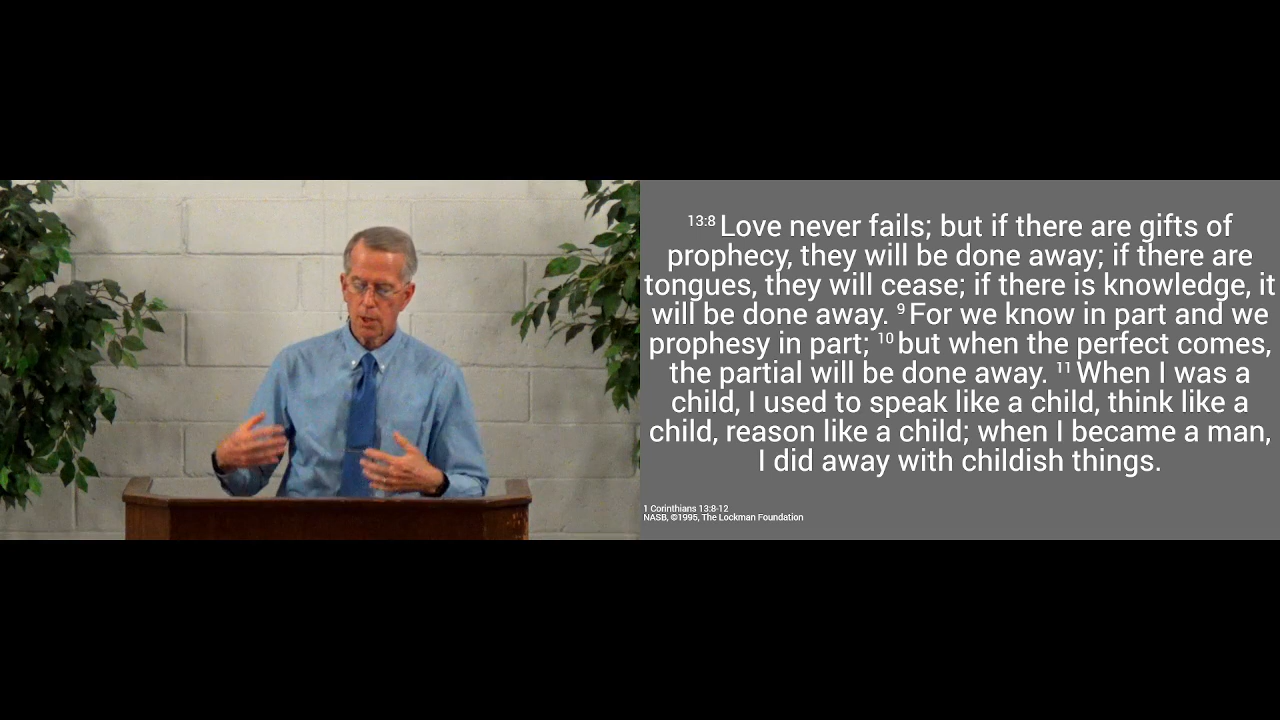 13:8 Love never fails; but if there are gifts of
prophecy, they will be done away; if there are
tongues, they will cease; if there is knowledge, it
will be done away. 9 For we know in part and we
prophesy in part; 10 but when the perfect comes,
the partial will be done away. 11 When I was a
child, I used to speak like a child, think like a
child, reason like a child; when I became a man,
I did away with childish things.
1 Corinthians 13:8-12
NASB, ©1995, The Lockman Foundation